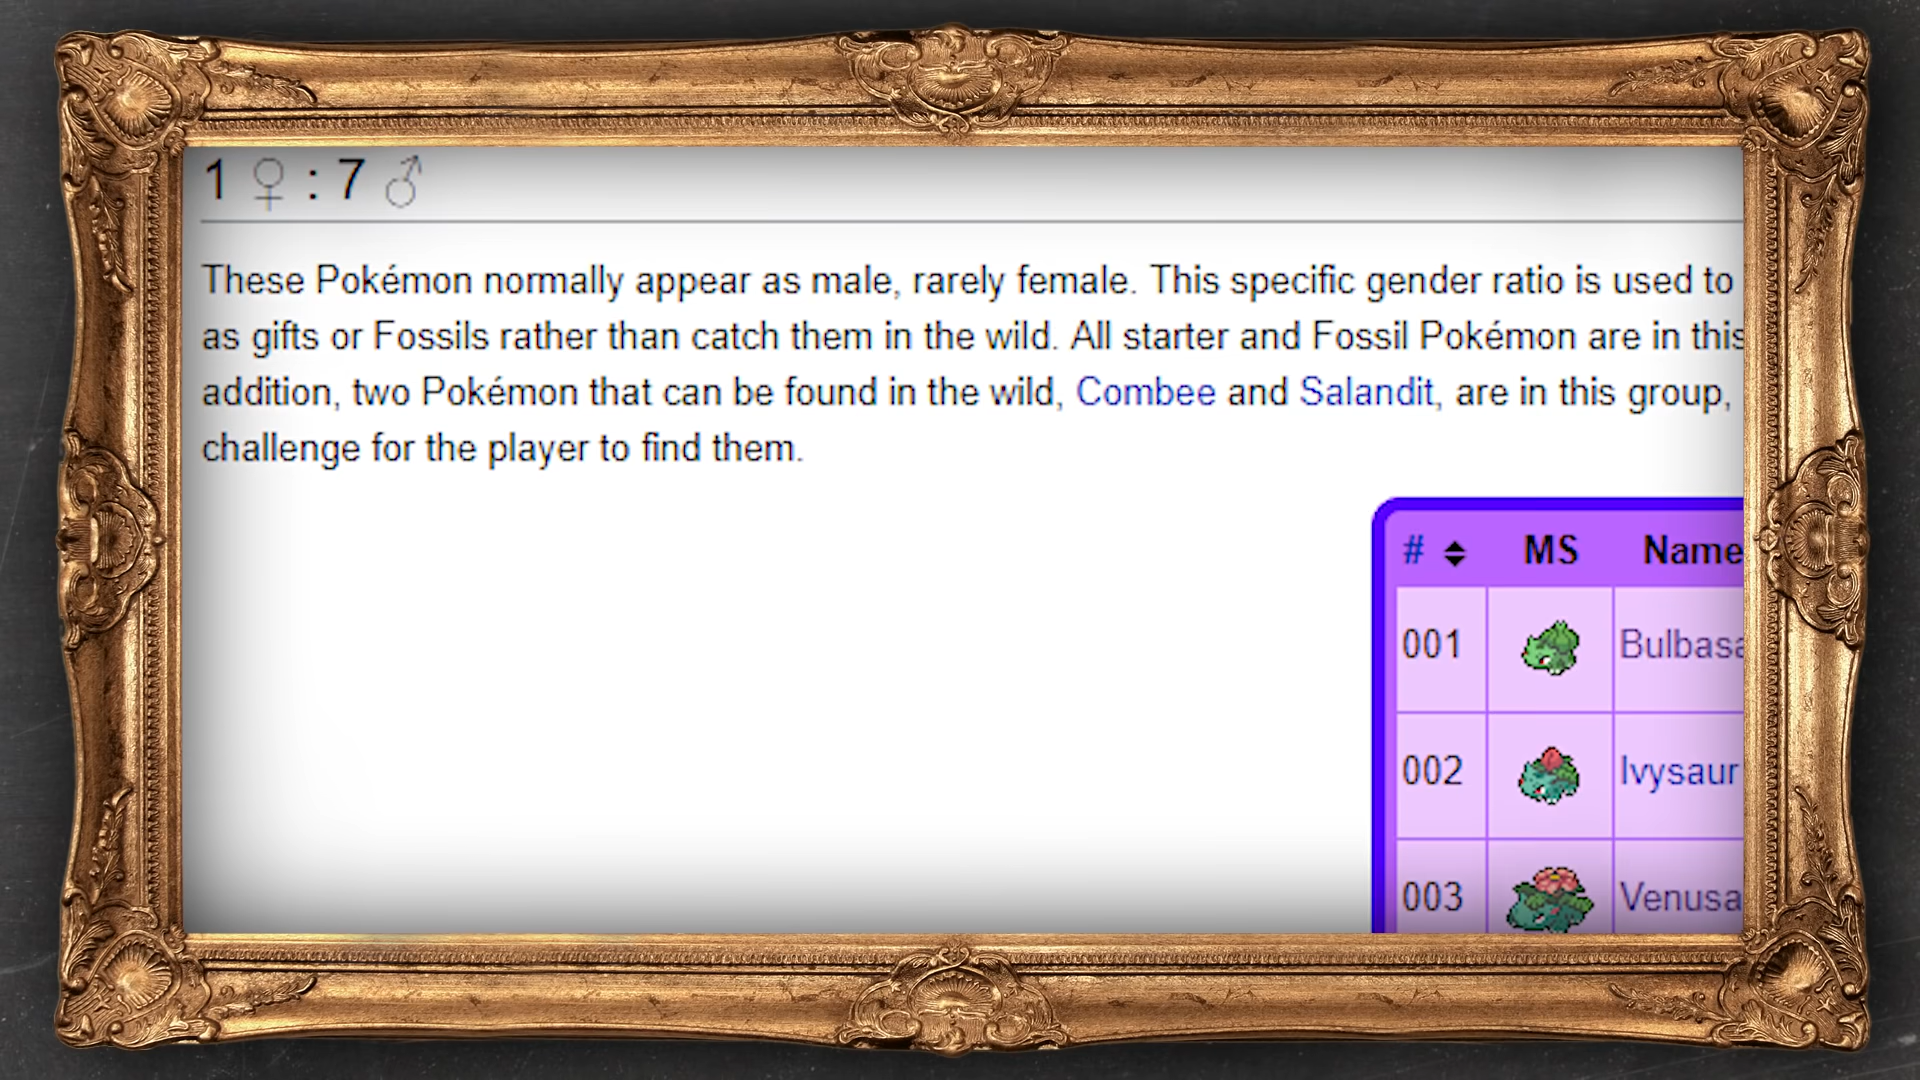 1 ♀ : 7 ♂
These Pokémon normally appear as male, rarely female. This specific gender ratio is used to
as gifts or Fossils rather than catch them in the wild. All starter and Fossil Pokémon are in this
addition, two Pokémon that can be found in the wild, Combee and Salandit, are in this group,
challenge for the player to find them.
# MS Name
001 Bulbasa
002 Ivysaur
003 Venusa